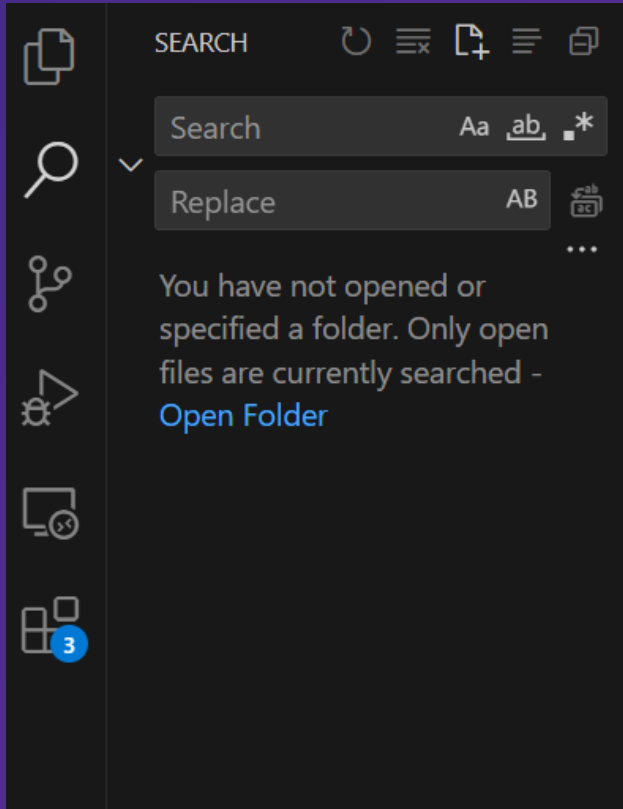 SEARCH
Search Aa ab .*
Replace AB
You have not opened or
specified a folder. Only open
files are currently searched -
Open Folder
3